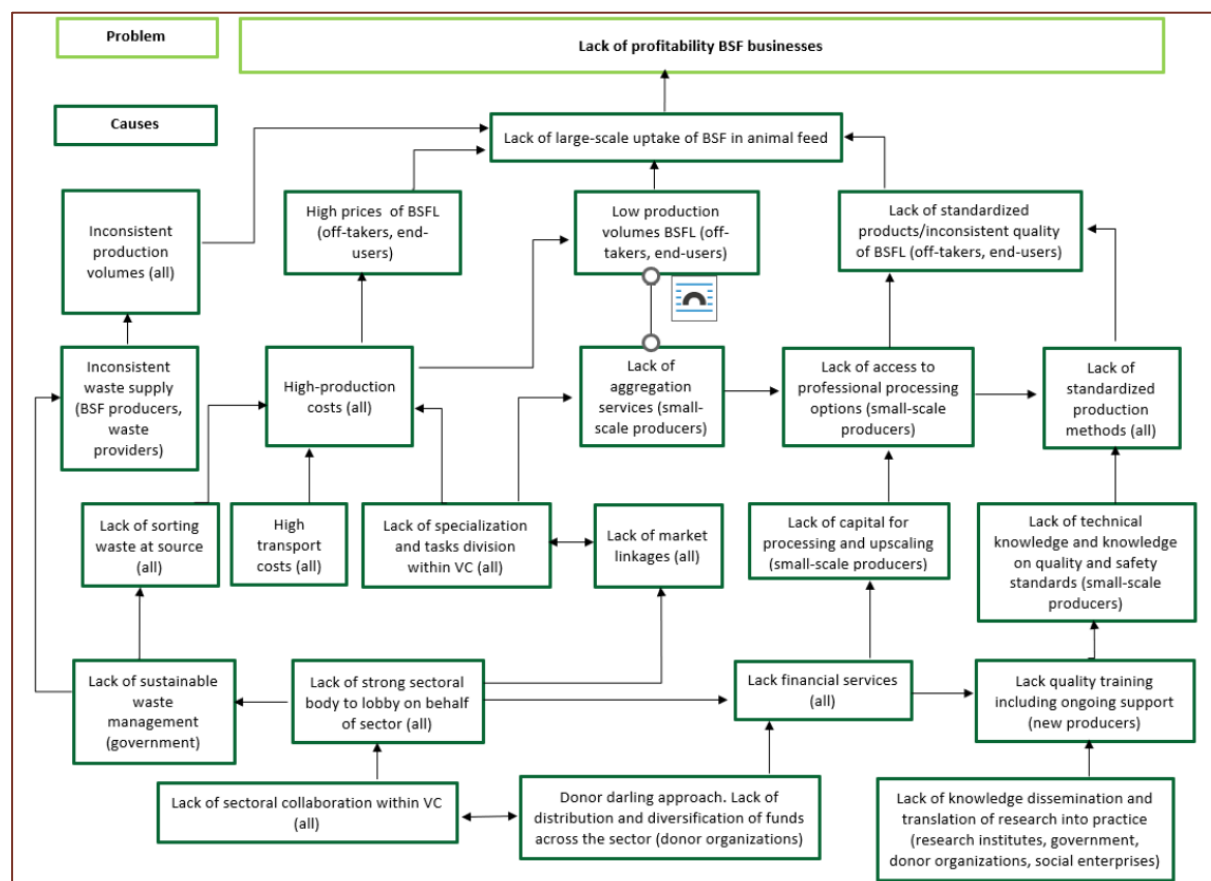 Problem
Lack of profitability BSF businesses
Causes
Lack of large-scale uptake of BSF in animal feed
Inconsistent
production
volumes (all)
High prices of BSFL
(off-takers, end-
users)
Low production
volumes BSFL (off-
takers, end-users)
Lack of standardized
products/inconsistent quality
of BSFL (off-takers, end-users)
Inconsistent
waste supply
(BSF producers,
waste
providers)
High-production
costs (all)
Lack of
aggregation
services (small-
scale producers)
Lack of access to
professional processing
options (small-scale
producers)
Lack of
standardized
production
methods (all)
Lack of sorting
waste at source
(all)
High
transport
costs (all)
Lack of specialization
and tasks division
within VC (all)
Lack of market
linkages (all)
Lack of capital for
processing and upscaling
(small-scale producers)
Lack of technical
knowledge and knowledge
on quality and safety
standards (small-scale
producers)
Lack of sustainable
waste
management
(government)
Lack of strong sectoral
body to lobby on behalf
of sector (all)
Lack financial services
(all)
Lack quality training
including ongoing support
(new producers)
Lack of sectoral collaboration within VC
(all)
Donor darling approach. Lack of
distribution and diversification of funds
across the sector (donor organizations)
Lack of knowledge dissemination and
translation of research into practice
(research institutes, government,
donor organizations, social enterprises)